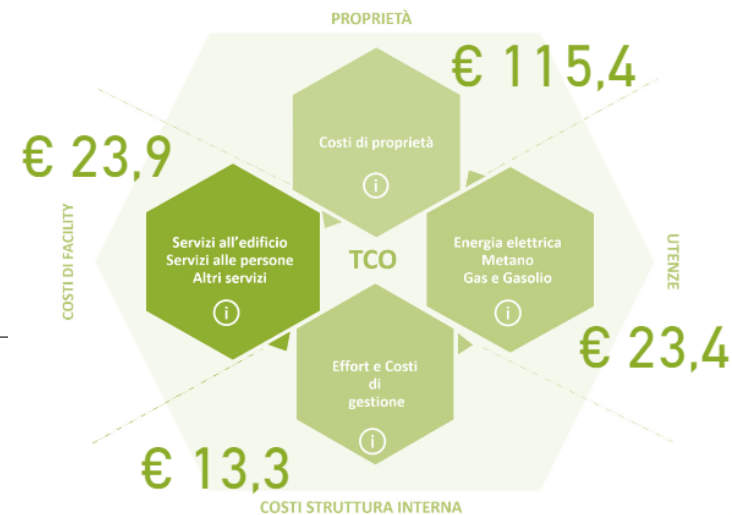 PROPRIETÀ
€ 115,4
Costi di proprietà
i
€ 23,9
COSTI DI FACILITY
Servizi all'edificio
Servizi alle persone
Altri servizi
i
TCO
Energia elettrica
Metano
Gas e Gasolio
i
UTENZE
€ 23,4
Effort e Costi
di
gestione
i
€ 13,3
COSTI STRUTTURA INTERNA